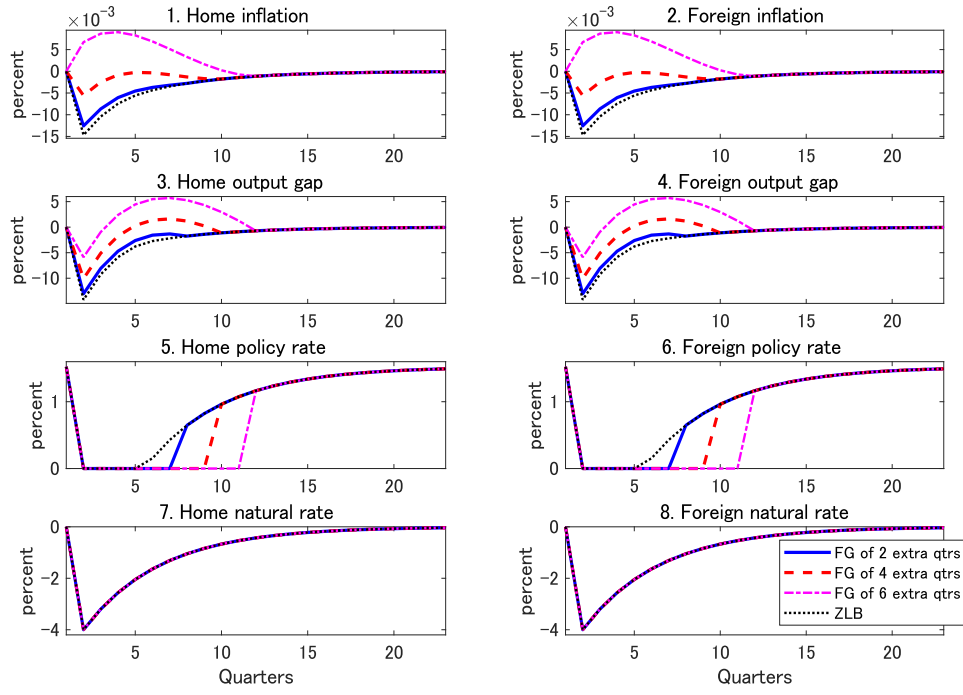 ×10⁻³ 1. Home inflation
percent
5
0
-5
-10
-15
5 10 15 20
×10⁻³ 2. Foreign inflation
percent
5
0
-5
-10
-15
5 10 15 20
3. Home output gap
percent
5
0
-5
-10
5 10 15 20
4. Foreign output gap
percent
5
0
-5
-10
5 10 15 20
5. Home policy rate
percent
1
0
5 10 15 20
6. Foreign policy rate
percent
1
0
5 10 15 20
7. Home natural rate
percent
0
-2
-4
5 10 15 20
Quarters
8. Foreign natural rate
percent
0
-2
-4
5 10 15 20
Quarters
FG of 2 extra qtrs
FG of 4 extra qtrs
FG of 6 extra qtrs
ZLB